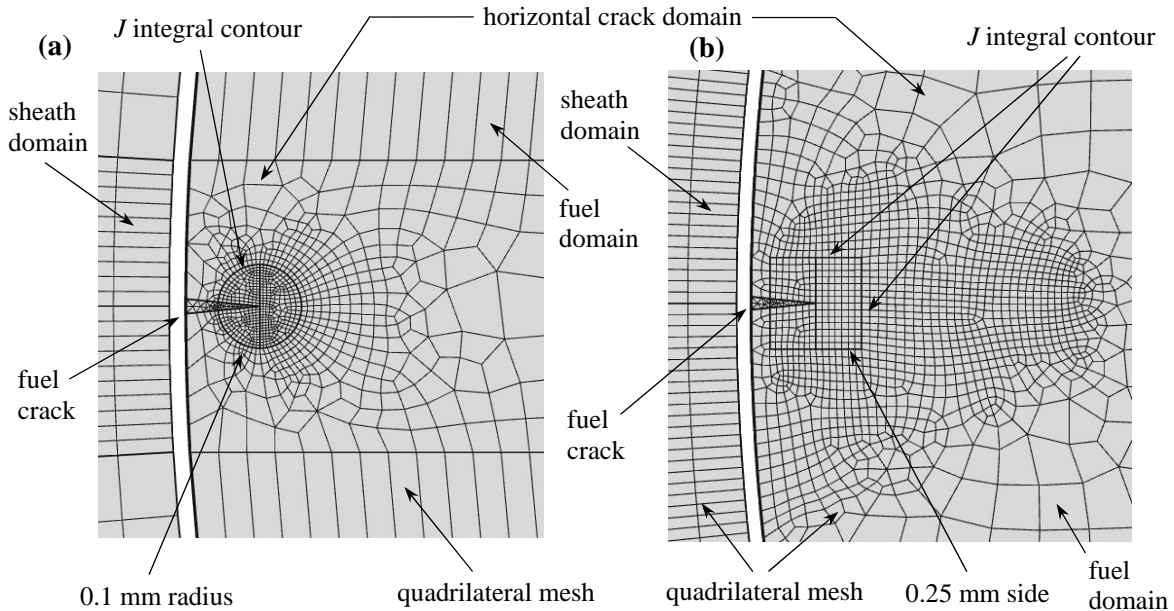 horizontal crack domain
(a)
J integral contour
(b)
J integral contour
sheath
domain
sheath
domain
fuel
domain
fuel
crack
fuel
crack
0.1 mm radius
quadrilateral mesh
quadrilateral mesh
0.25 mm side
fuel
domain